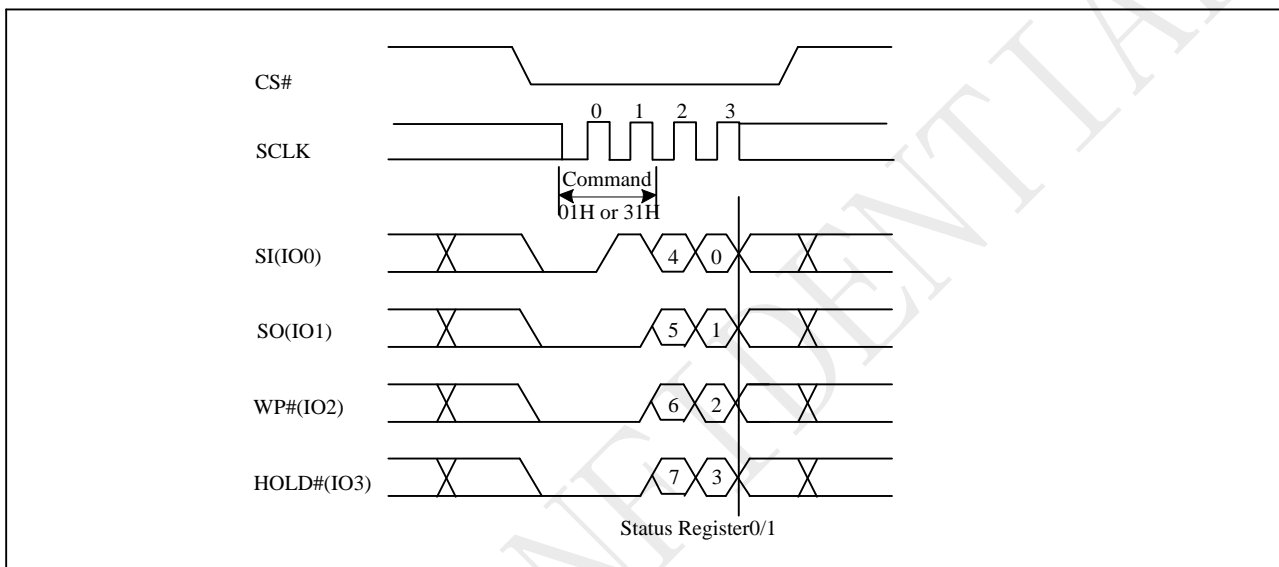 CS#
0 1 2 3
SCLK
Command
01H or 31H
SI(IO0) 4 0
SO(IO1) 5 1
WP#(IO2) 6 2
HOLD#(IO3) 7 3
Status Register0/1
NFIDENTIA